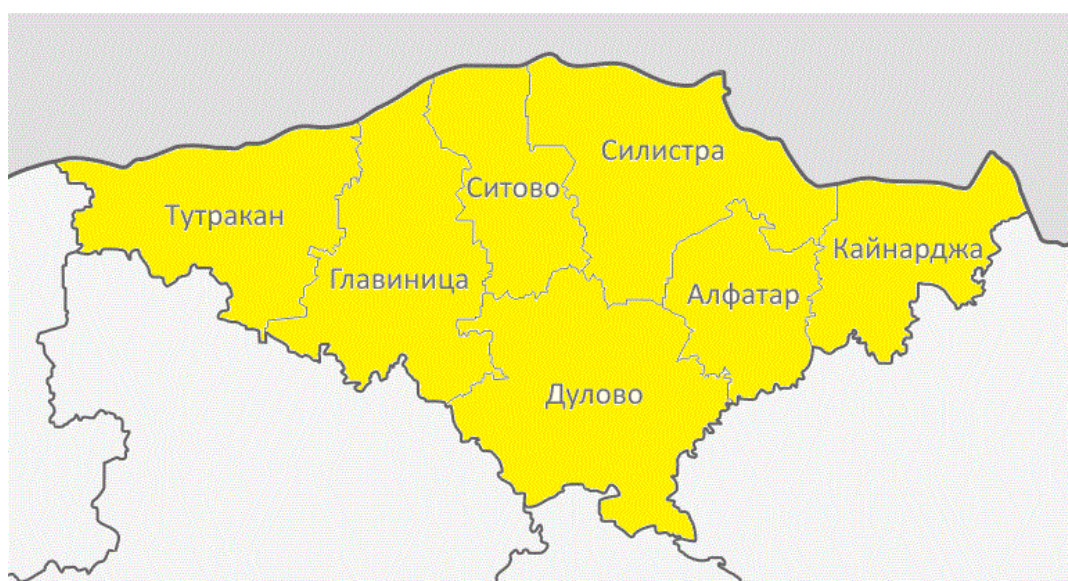 Силистра
Ситово
Тутракан
Кайнарджа
Главиница
Алфатар
Дулово